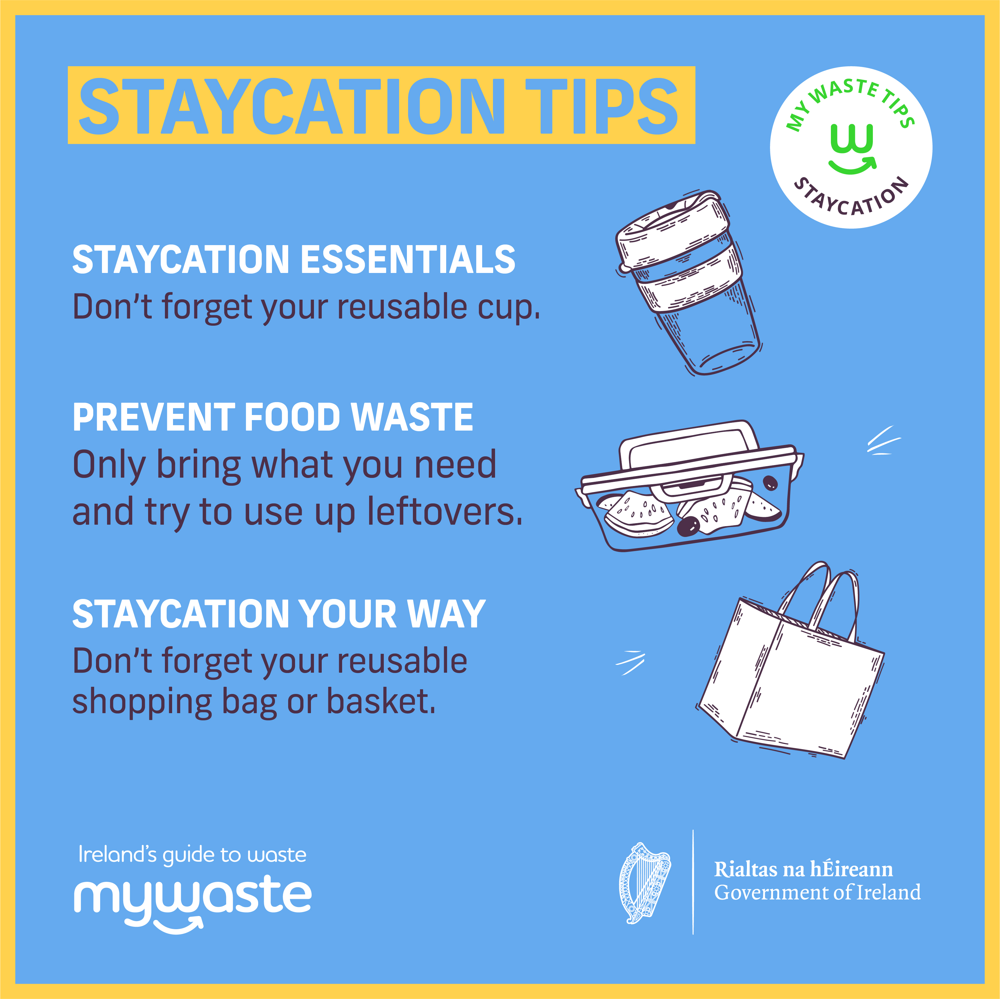 STAYCATION TIPS
MY WASTE TIPS
w
STAYCATION
STAYCATION ESSENTIALS
Don’t forget your reusable cup.
PREVENT FOOD WASTE
Only bring what you need
and try to use up leftovers.
STAYCATION YOUR WAY
Don’t forget your reusable
shopping bag or basket.
Ireland’s guide to waste
mywaste
Rialtas na hÉireann
Government of Ireland